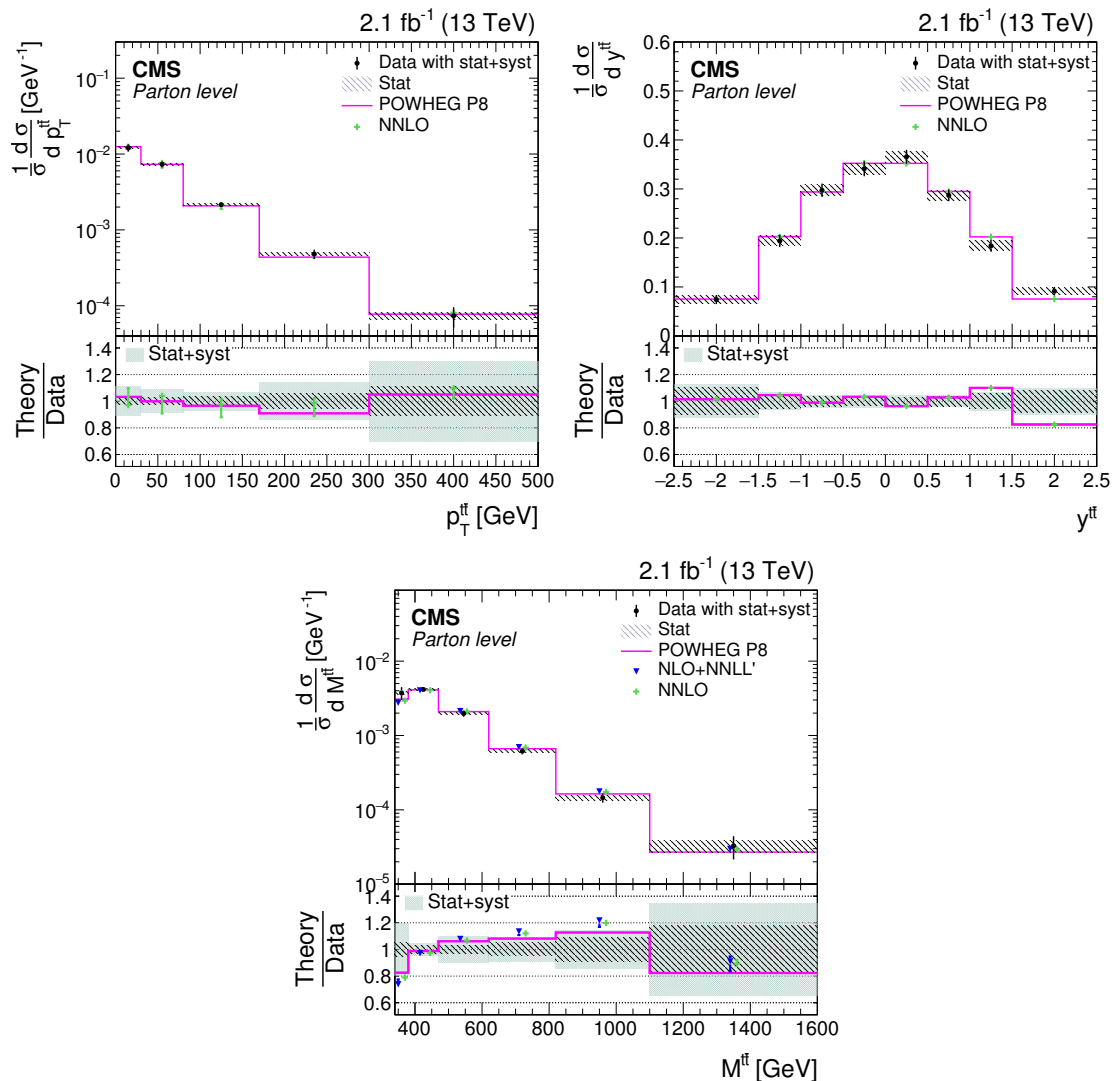 2.1 fb⁻¹ (13 TeV)
CMS
Parton level
Data with stat+syst
Stat
POWHEG P8
NNLO
1/σ dσ/dp_T^{tt̄} [GeV⁻¹]
10⁻¹
10⁻²
10⁻³
10⁻⁴
Stat+syst
Theory/Data
1.4
1.2
1
0.8
0.6
0 50 100 150 200 250 300 350 400 450 500
p_T^{tt̄} [GeV]
2.1 fb⁻¹ (13 TeV)
CMS
Parton level
Data with stat+syst
Stat
POWHEG P8
NNLO
1/σ dσ/dy^{tt̄}
0.6
0.5
0.4
0.3
0.2
0.1
0
Stat+syst
Theory/Data
1.4
1.2
1
0.8
0.6
−2.5 −2 −1.5 −1 −0.5 0 0.5 1 1.5 2 2.5
y^{tt̄}
2.1 fb⁻¹ (13 TeV)
CMS
Parton level
Data with stat+syst
Stat
POWHEG P8
NLO+NNLL'
NNLO
1/σ dσ/dM^{tt̄} [GeV⁻¹]
10⁻²
10⁻³
10⁻⁴
10⁻⁵
Stat+syst
Theory/Data
1.4
1.2
1
0.8
0.6
400 600 800 1000 1200 1400 1600
M^{tt̄} [GeV]